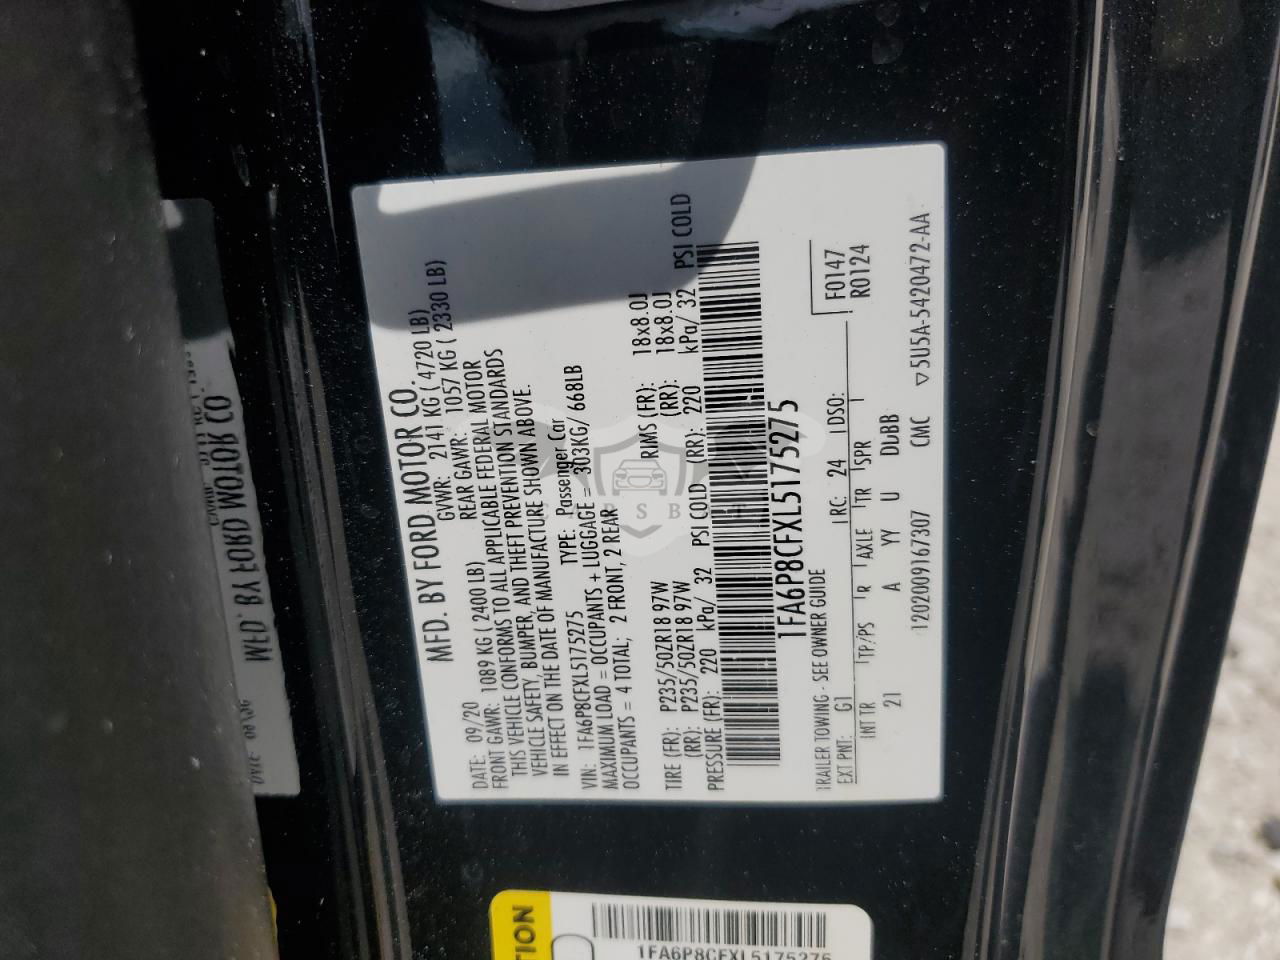 MFD. BY FORD MOTOR CO.
DATE: 09/20 GVWR: 2141 KG ( 4720 LB)
FRONT GAWR: 1089 KG ( 2400 LB) REAR GAWR: 1057 KG ( 2330 LB)
THIS VEHICLE CONFORMS TO ALL APPLICABLE FEDERAL MOTOR
VEHICLE SAFETY, BUMPER, AND THEFT PREVENTION STANDARDS
IN EFFECT ON THE DATE OF MANUFACTURE SHOWN ABOVE.
VIN: 1FA6P8CFXL5175275 TYPE: Passenger Car
MAXIMUM LOAD = OCCUPANTS + LUGGAGE = 303KG/ 668LB
OCCUPANTS = 4 TOTAL; 2 FRONT, 2 REAR
TIRE (FR): P235/50ZR18 97W RIMS (FR): 18x8.0J
(RR): P235/50ZR18 97W (RR): 18x8.0J
PRESSURE (FR): 220 kPa/ 32 PSI COLD (RR): 220 kPa/ 32 PSI COLD
1FA6P8CFXL5175275
TRAILER TOWING - SEE OWNER GUIDE
F0147
R0124
EXT PNT: G1 RC: 24 DSO:
INT TR TP/PS R AXLE TR SPR
21 A YY U DuBB
12020091673​07 CMC ▽5U5A-5420472-AA
1FA6P8CFXL5175275
MFD. BY FORD MOTOR CO